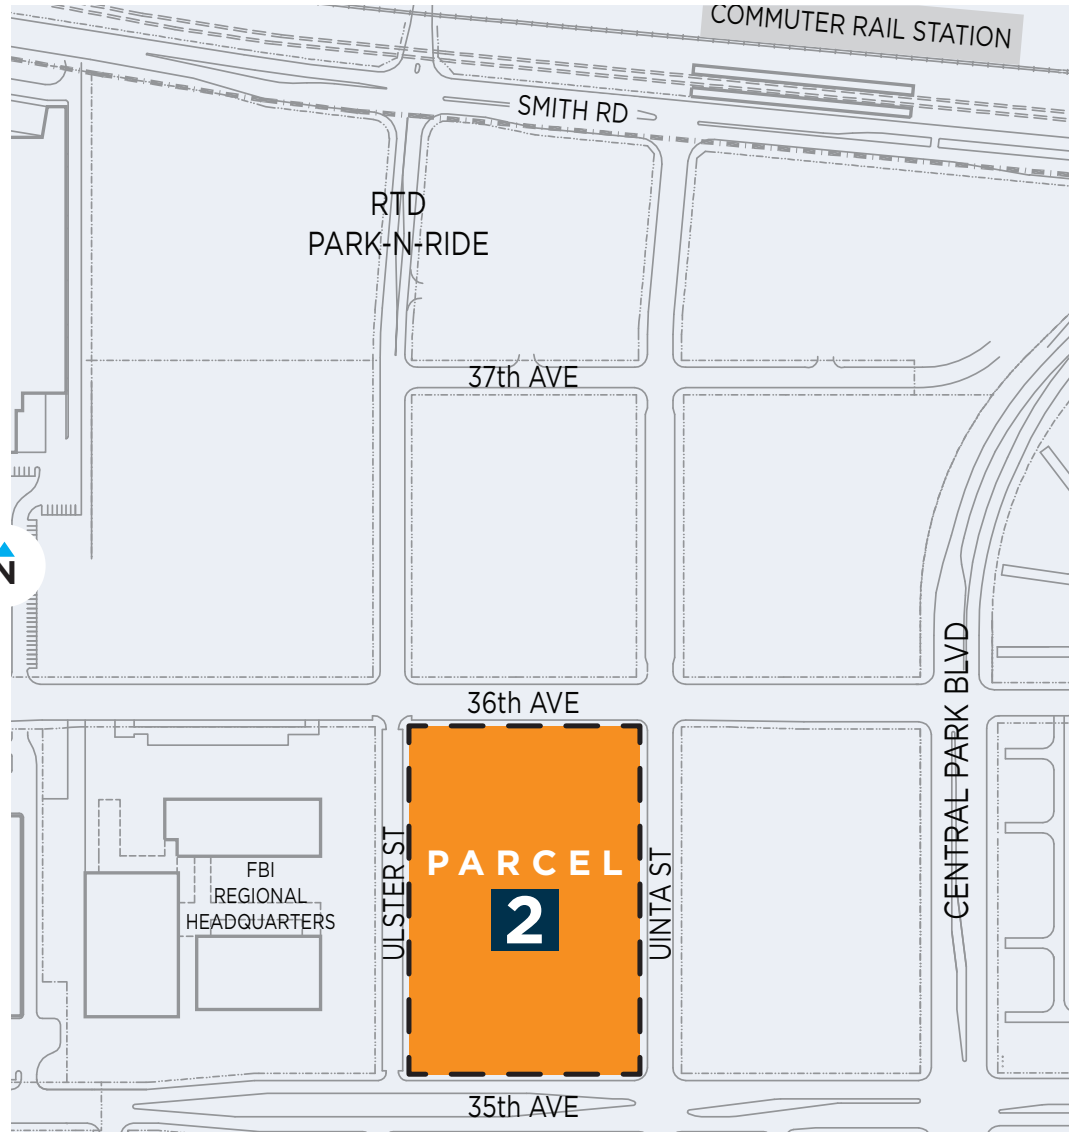 COMMUTER RAIL STATION
SMITH RD
RTD
PARK-N-RIDE
37th AVE
N
36th AVE
CENTRAL PARK BLVD
ULSTER ST
PARCEL
2
UINTA ST
FBI
REGIONAL
HEADQUARTERS
35th AVE